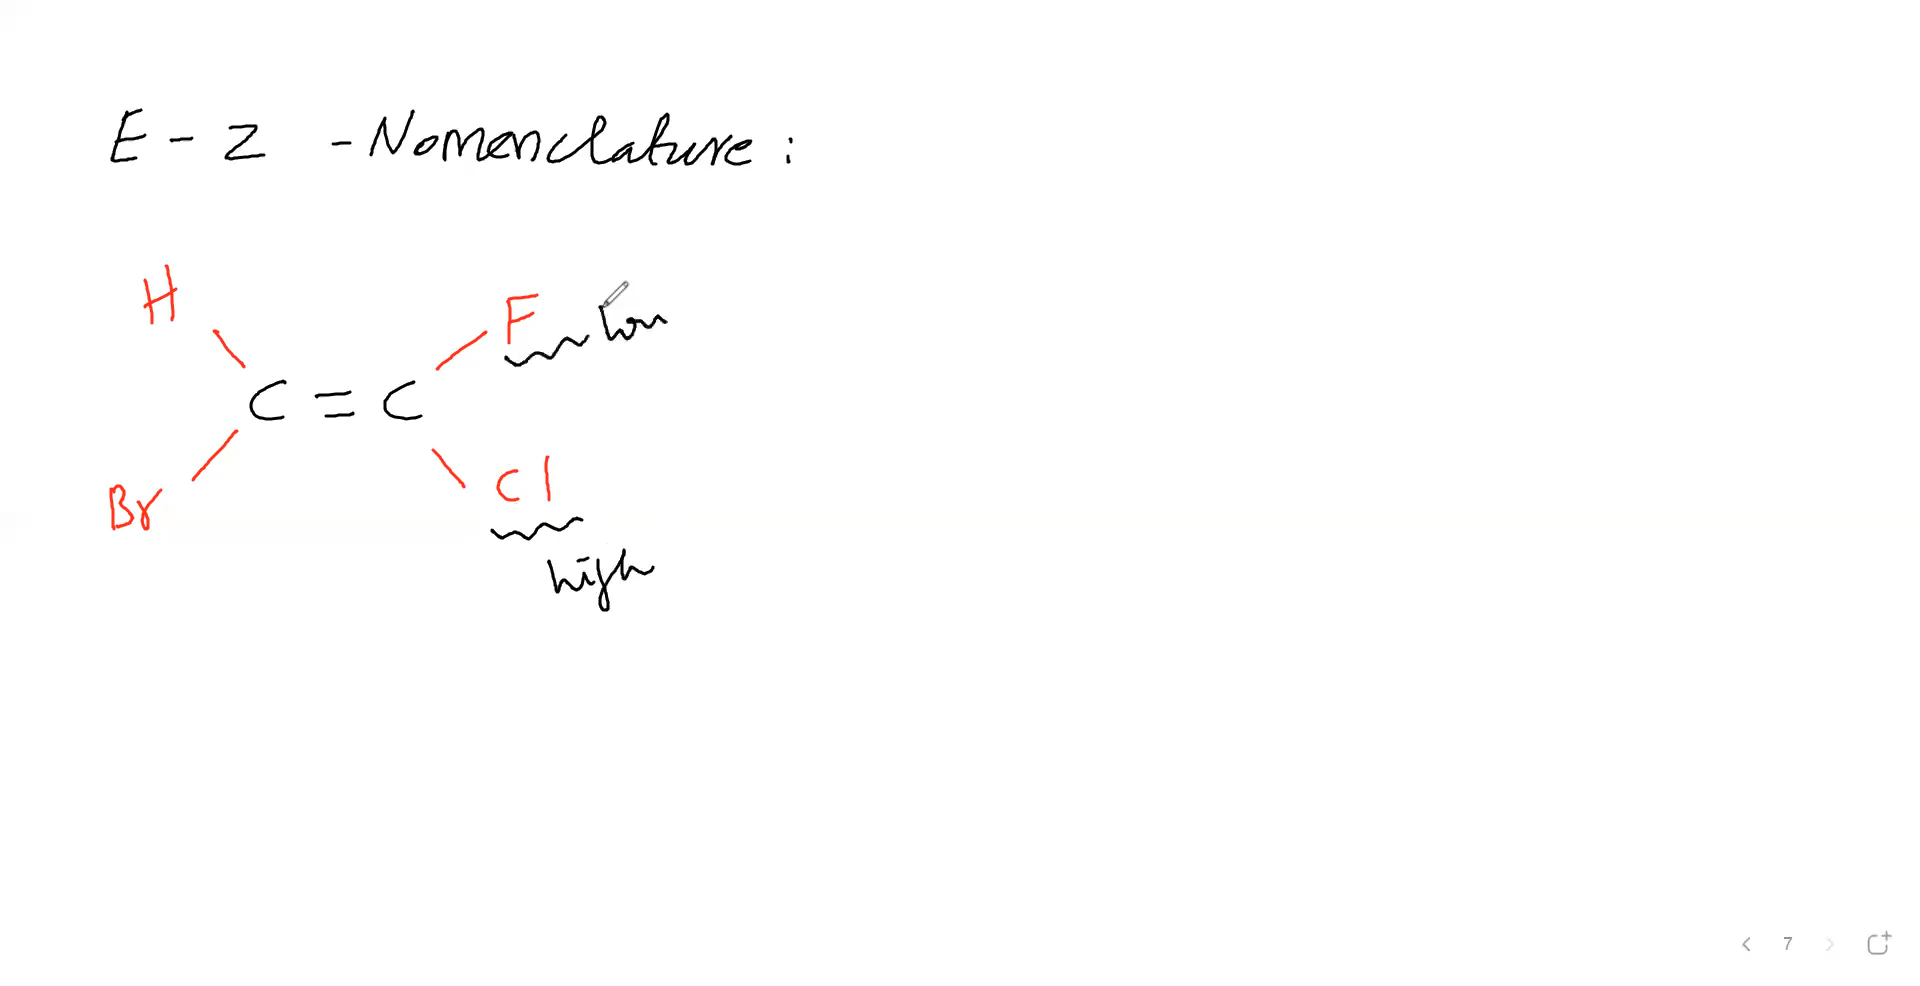 E - Z - Nomenclature :
H
F low
C = C
Br
Cl
high
7